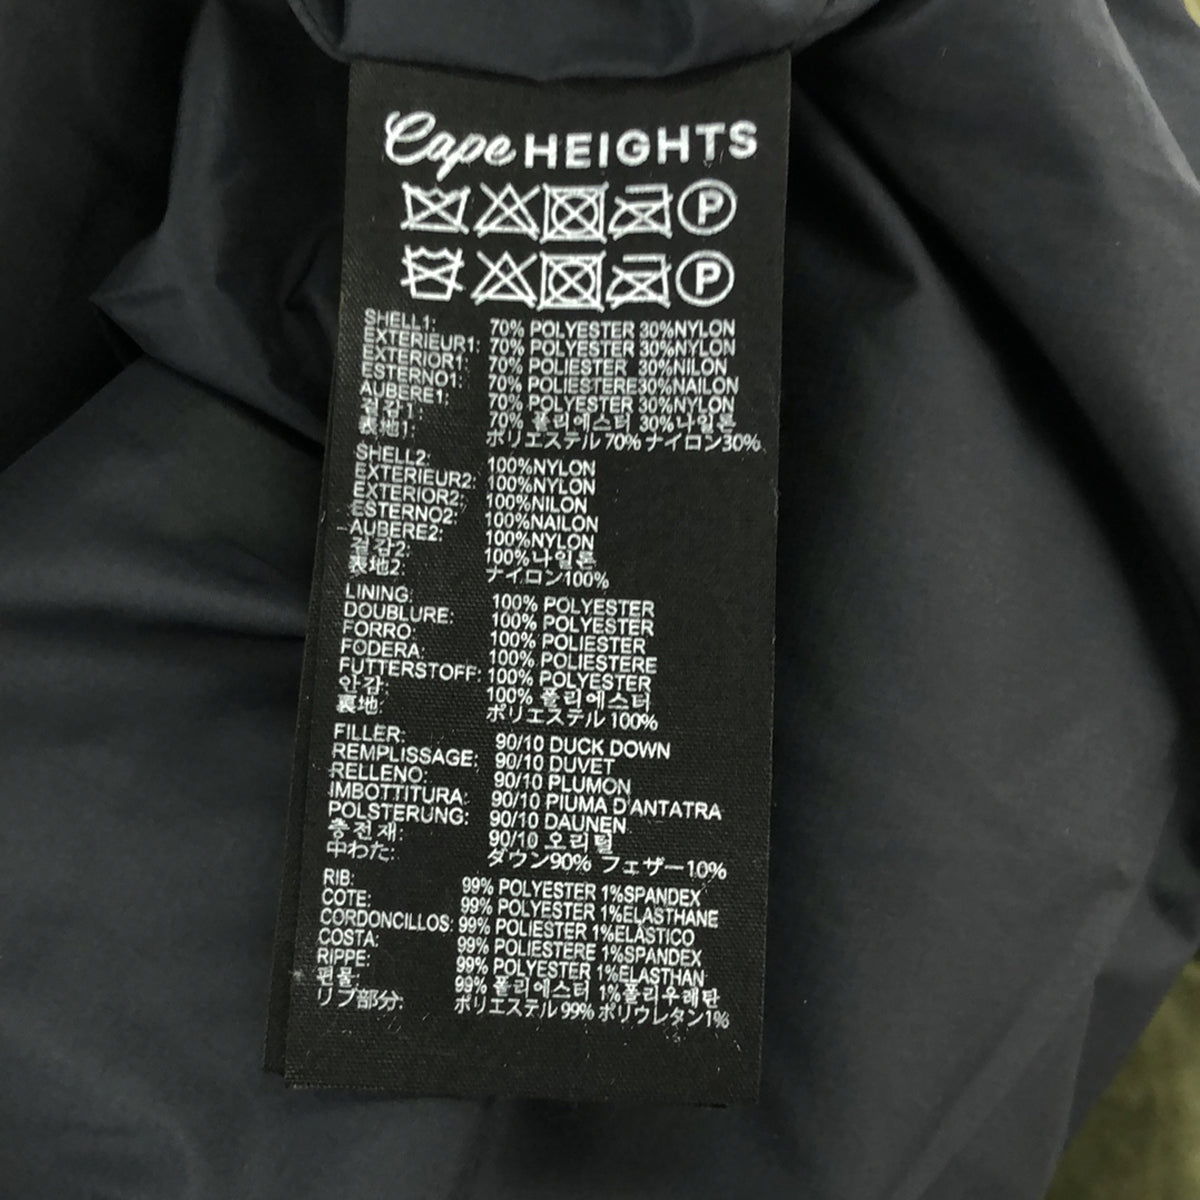 Cape HEIGHTS
P
P
SHELL1: 70% POLYESTER 30%NYLON
EXTERIEUR1: 70% POLYESTER 30%NYLON
EXTERIOR1: 70% POLIESTER 30%NILON
ESTERNO1: 70% POLIESTERE30%NAILON
AUBERE1: 70% POLYESTER 30%NYLON
겉감1: 70% 폴리에스터 30%나일론
表地1: ポリエステル70% ナイロン30%
SHELL2: 100%NYLON
EXTERIEUR2: 100%NYLON
EXTERIOR2: 100%NILON
ESTERNO2: 100%NAILON
AUBERE2: 100%NYLON
겉감2: 100%나일론
表地2: ナイロン100%
LINING: 100% POLYESTER
DOUBLURE: 100% POLYESTER
FORRO: 100% POLIESTER
FODERA: 100% POLIESTERE
FUTTERSTOFF: 100% POLYESTER
안감: 100% 폴리에스터
裏地: ポリエステル 100%
FILLER: 90/10 DUCK DOWN
REMPLISSAGE: 90/10 DUVET
RELLENO: 90/10 PLUMON
IMBOTTITURA: 90/10 PIUMA D'ANTATRA
POLSTERUNG: 90/10 DAUNEN
충전재: 90/10 오리털
中わた: ダウン90% フェザー10%
RIB: 99% POLYESTER 1%SPANDEX
COTE: 99% POLYESTER 1%ELASTHANE
CORDONCILLOS: 99% POLIESTER 1%ELASTICO
COSTA: 99% POLIESTERE 1%SPANDEX
RIPPE: 99% POLYESTER 1%ELASTHAN
편물: 99% 폴리에스터 1%폴리우레탄
リブ部分: ポリエステル99% ポリウレタン1%